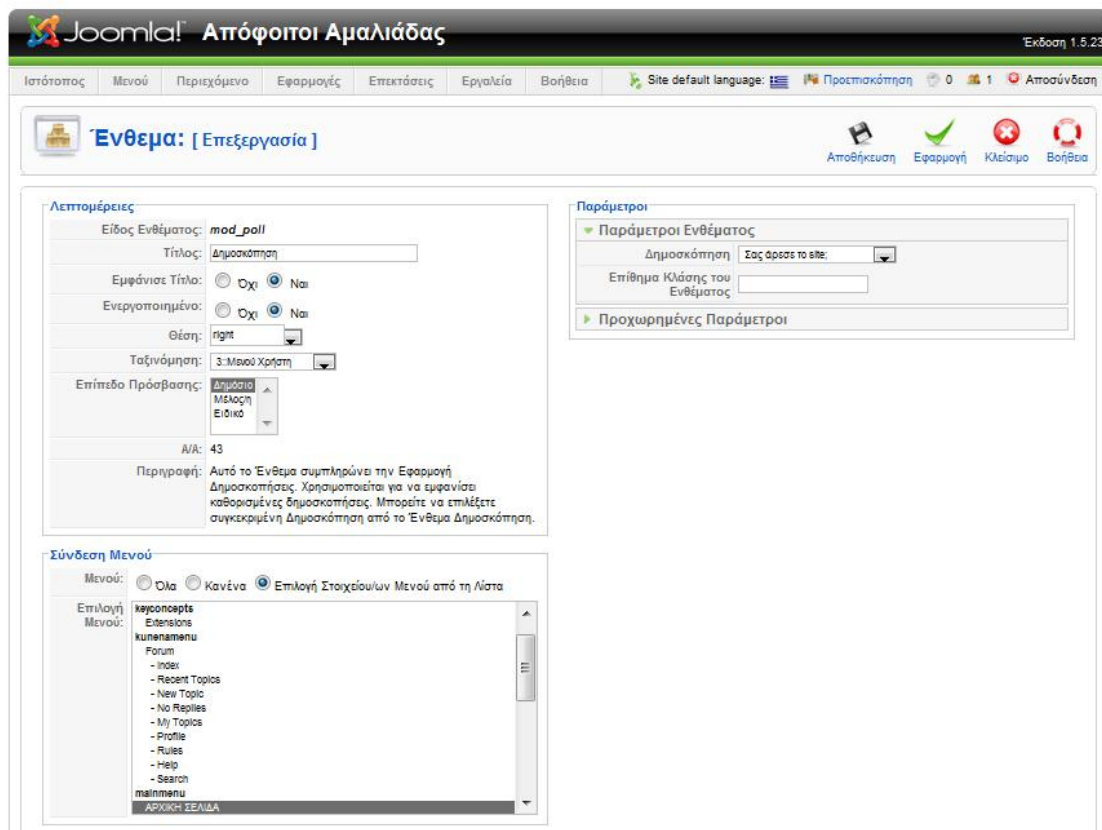 Joomla! Απόφοιτοι Αμαλιάδας
Έκδοση 1.5.23
Ιστότοπος Μενού Περιεχόμενο Εφαρμογές Επεκτάσεις Εργαλεία Βοήθεια Site default language: Προεπισκόπηση 0 1 Αποσύνδεση
Ένθεμα: [ Επεξεργασία ]
Αποθήκευση Εφαρμογή Κλείσιμο Βοήθεια
Λεπτομέρειες
Είδος Ενθέματος: mod_poll
Τίτλος: Δημοσκόπηση
Εμφάνισε Τίτλο: Όχι Ναι
Ενεργοποιημένο: Όχι Ναι
Θέση: right
Ταξινόμηση: 3::Μενού Χρήστη
Επίπεδο Πρόσβασης: Δημόσιο
Μέλος/η
Ειδικό
Α/Α: 43
Περιγραφή: Αυτό το Ένθεμα συμπληρώνει την Εφαρμογή
Δημοσκοπήσεις. Χρησιμοποιείται για να εμφανίσει
καθορισμένες δημοσκοπήσεις. Μπορείτε να επιλέξετε
συγκεκριμένη Δημοσκόπηση από το Ένθεμα Δημοσκόπηση.
Παράμετροι
Παράμετροι Ενθέματος
Δημοσκόπηση Σας άρεσε το site;
Επίθημα Κλάσης του
Ενθέματος
Προχωρημένες Παράμετροι
Σύνδεση Μενού
Μενού: Όλα Κανένα Επιλογή Στοιχείου/ων Μενού από τη Λίστα
Επιλογή
Μενού:
keyconcepts
Extensions
kunenamenu
Forum
- Index
- Recent Topics
- New Topic
- No Replies
- My Topics
- Profile
- Rules
- Help
- Search
mainmenu
ΑΡΧΙΚΗ ΣΕΛΙΔΑ